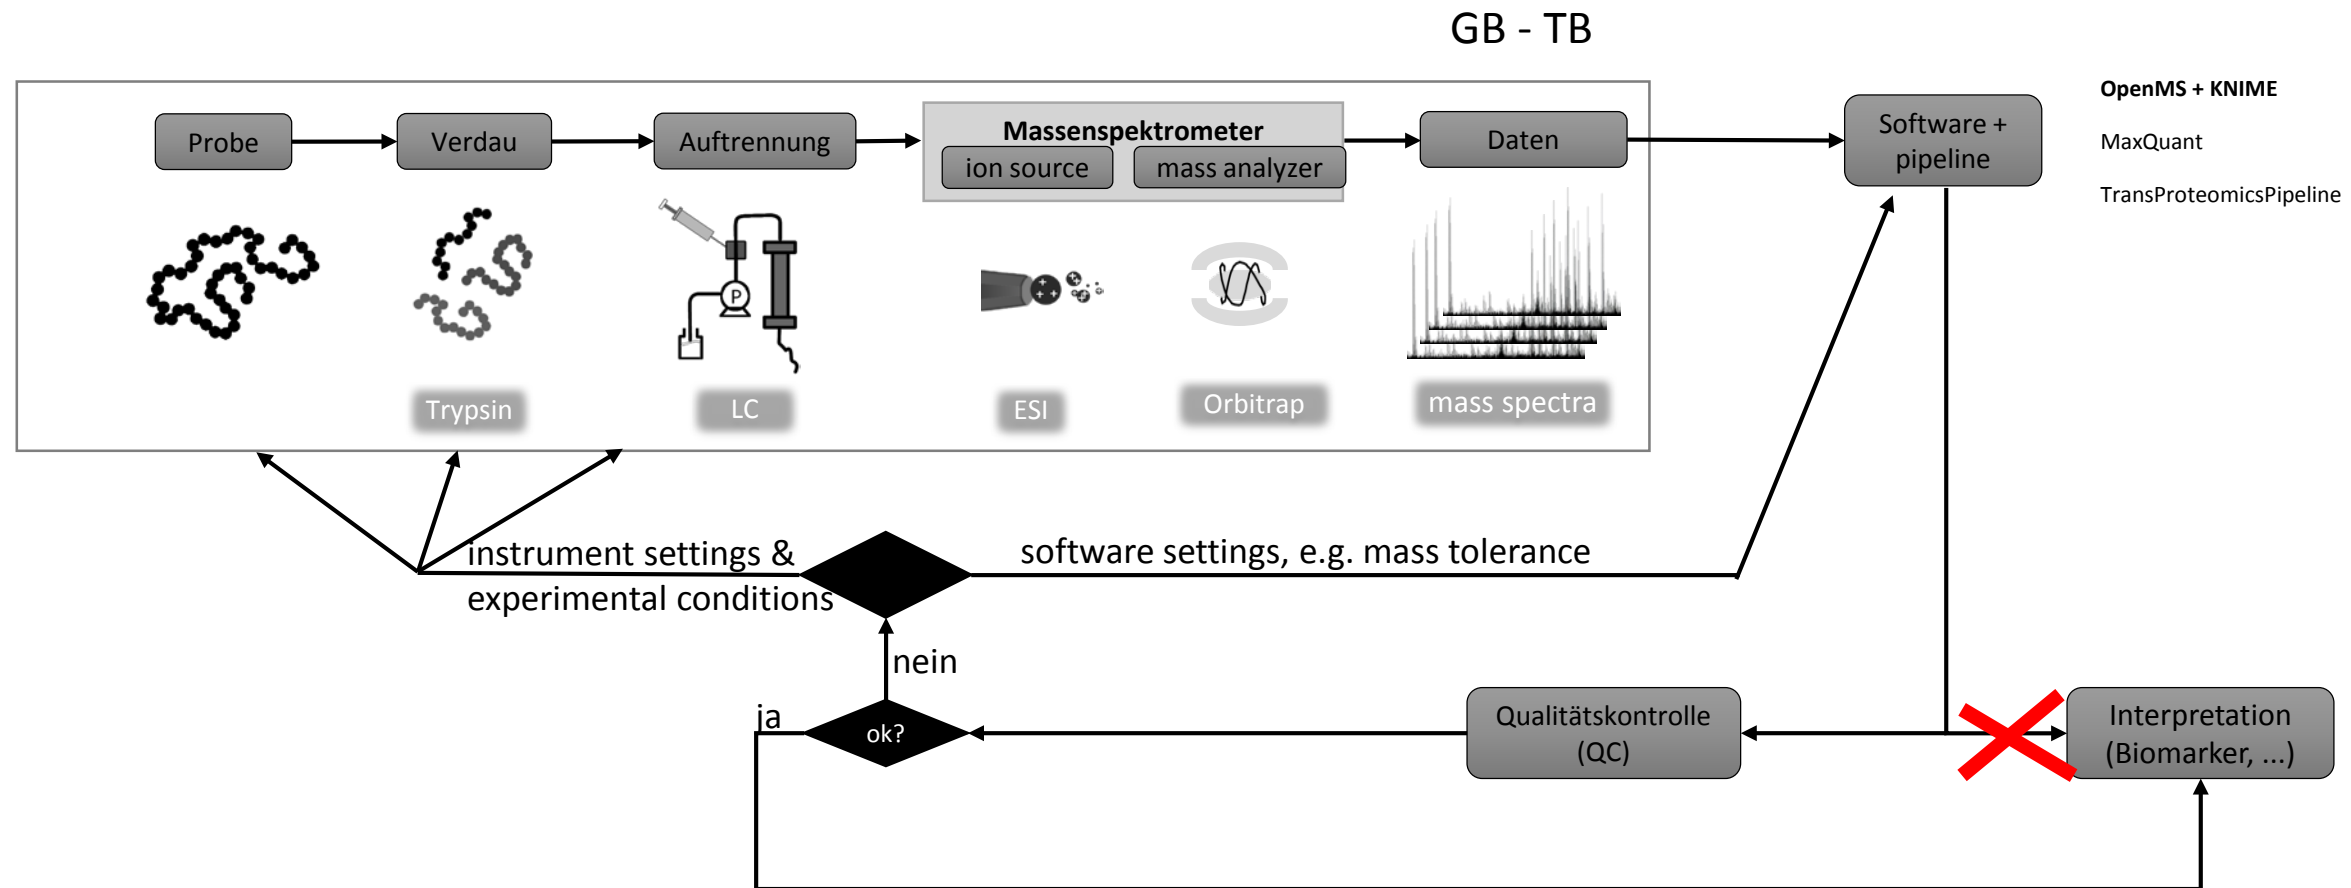 GB - TB
OpenMS + KNIME
MaxQuant
TransProteomicsPipeline
Probe
Verdau
Auftrennung
Massenspektrometer
ion source
mass analyzer
Daten
Software +
pipeline
P
Trypsin
LC
ESI
Orbitrap
mass spectra
instrument settings &
experimental conditions
software settings, e.g. mass tolerance
nein
ja
ok?
Qualitätskontrolle
(QC)
Interpretation
(Biomarker, ...)